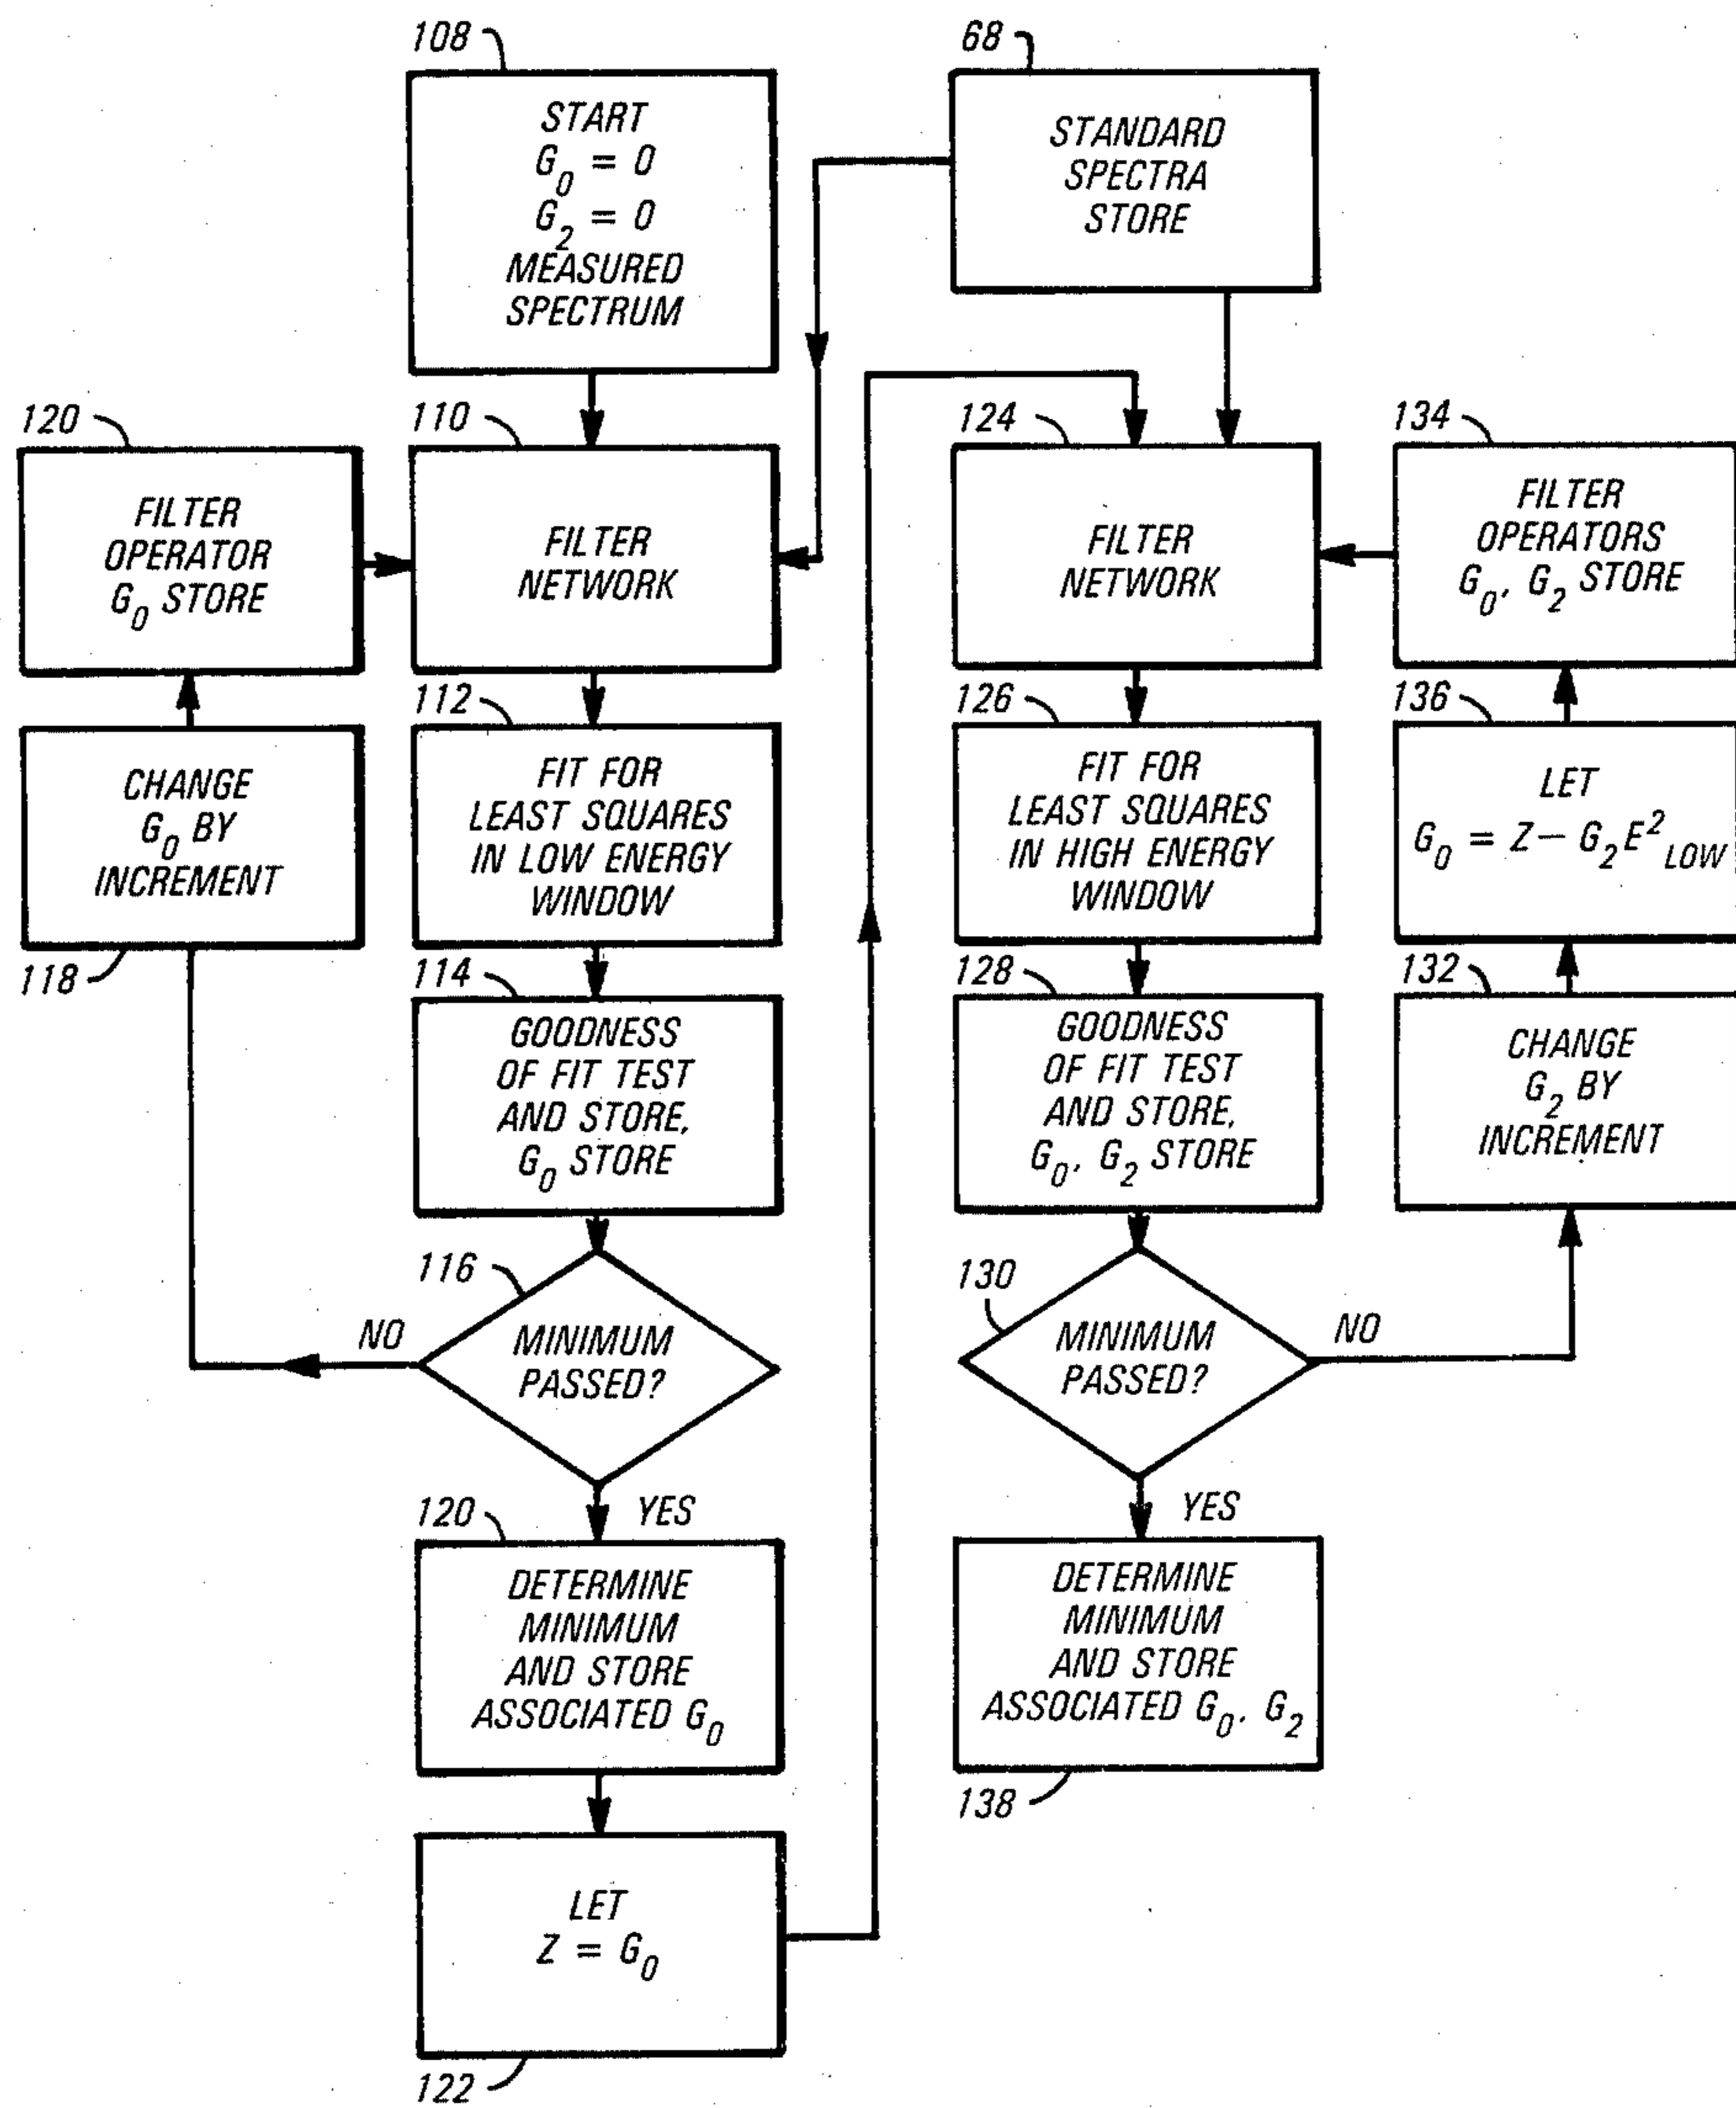 108
START
G₀ = 0
G₂ = 0
MEASURED
SPECTRUM
68
STANDARD
SPECTRA
STORE
120
FILTER
OPERATOR
G₀ STORE
110
FILTER
NETWORK
124
FILTER
NETWORK
134
FILTER
OPERATORS
G₀, G₂ STORE
CHANGE
G₀ BY
INCREMENT
118
112
FIT FOR
LEAST SQUARES
IN LOW ENERGY
WINDOW
126
FIT FOR
LEAST SQUARES
IN HIGH ENERGY
WINDOW
136
LET
G₀ = Z – G₂E² LOW
114
GOODNESS
OF FIT TEST
AND STORE,
G₀ STORE
128
GOODNESS
OF FIT TEST
AND STORE,
G₀, G₂ STORE
132
CHANGE
G₂ BY
INCREMENT
116
MINIMUM
PASSED?
NO
YES
130
MINIMUM
PASSED?
NO
YES
120
DETERMINE
MINIMUM
AND STORE
ASSOCIATED G₀
DETERMINE
MINIMUM
AND STORE
ASSOCIATED G₀, G₂
138
LET
Z = G₀
122